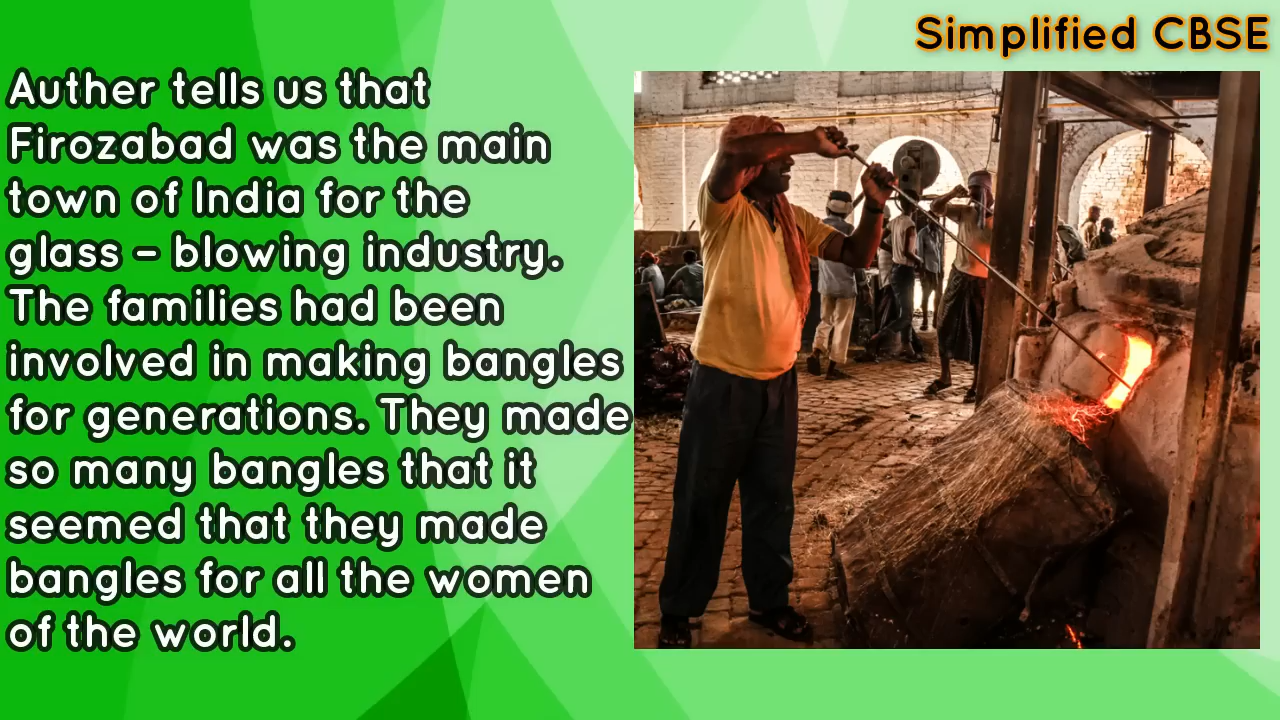 Simplified CBSE
Auther tells us that
Firozabad was the main
town of India for the
glass – blowing industry.
The families had been
involved in making bangles
for generations. They made
so many bangles that it
seemed that they made
bangles for all the women
of the world.